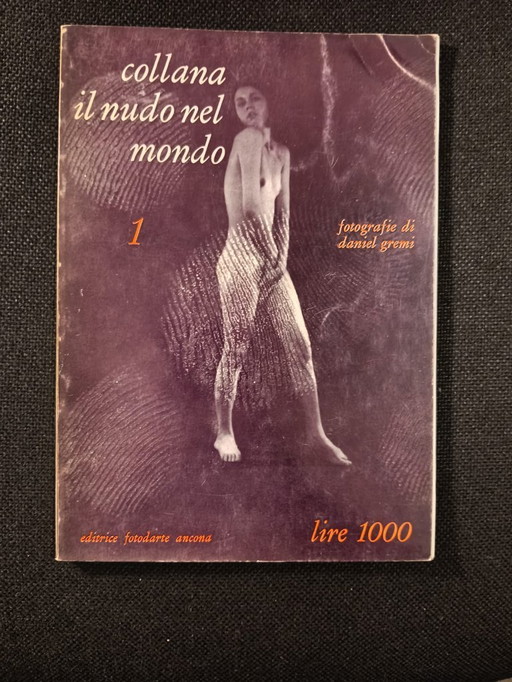 collana
il nudo nel
mondo
1
fotografie di
daniel gremi
editrice fotodarte ancona
lire 1000